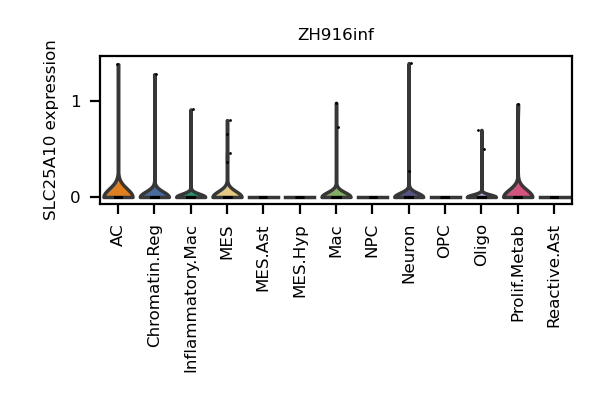 ZH916inf
SLC25A10 expression
1
0
AC
Chromatin.Reg
Inflammatory.Mac
MES
MES.Ast
MES.Hyp
Mac
NPC
Neuron
OPC
Oligo
Prolif.Metab
Reactive.Ast